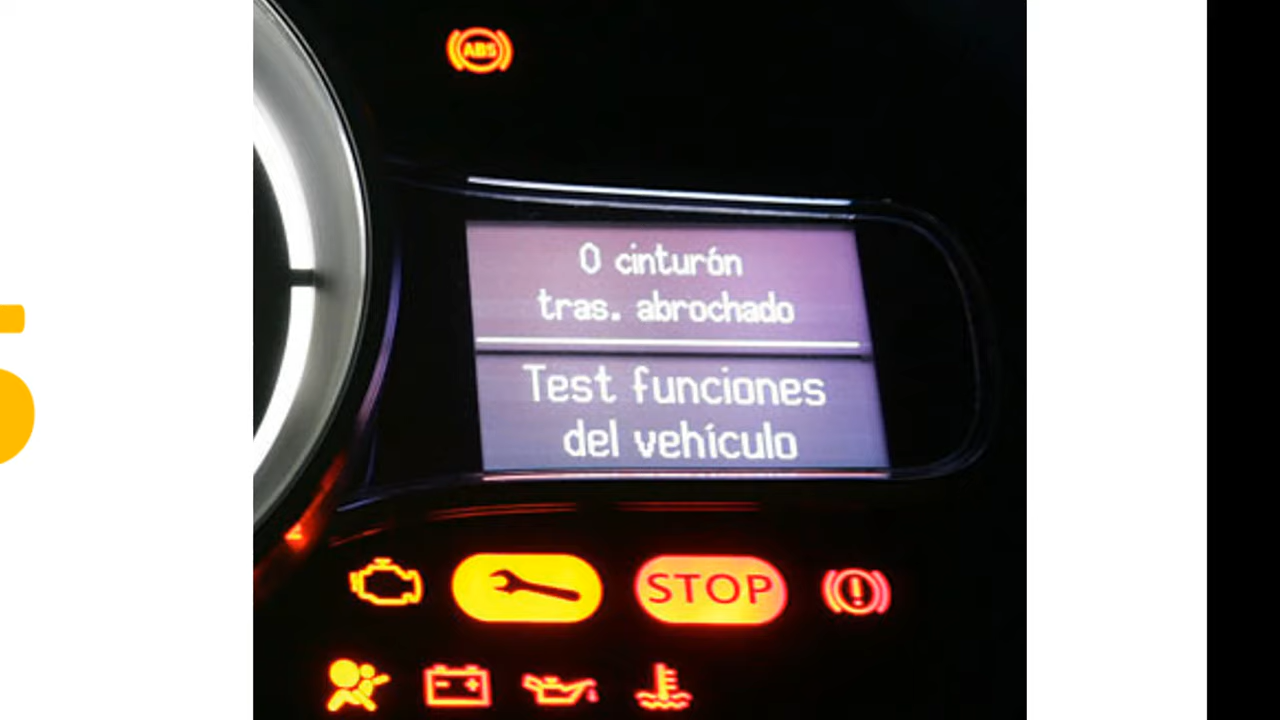 ABS
0 cinturón
tras. abrochado
Test funciones
del vehículo
STOP